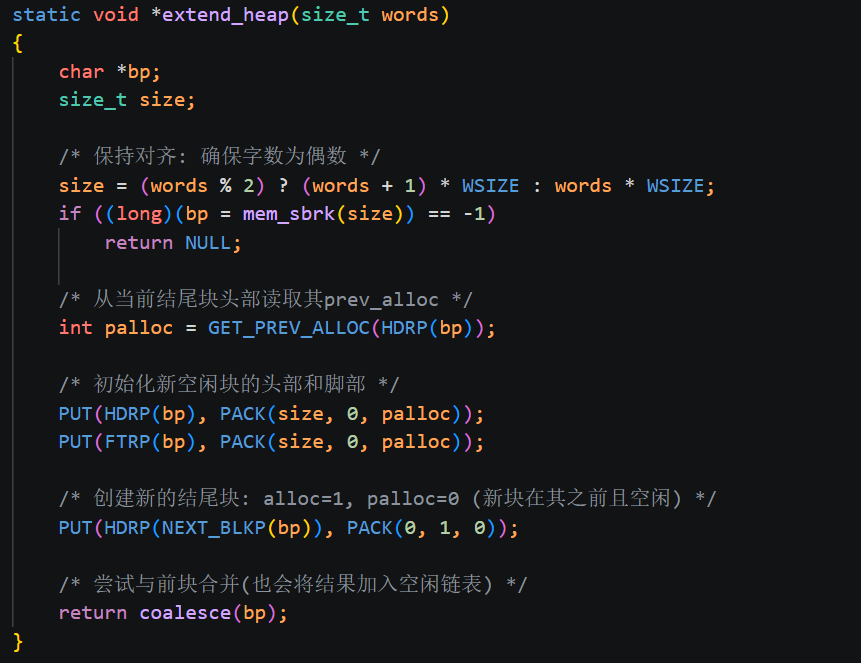 static void *extend_heap(size_t words)
{
    char *bp;
    size_t size;

    /* 保持对齐: 确保字数为偶数 */
    size = (words % 2) ? (words + 1) * WSIZE : words * WSIZE;
    if ((long)(bp = mem_sbrk(size)) == -1)
        return NULL;

    /* 从当前结尾块头部读取其prev_alloc */
    int palloc = GET_PREV_ALLOC(HDRP(bp));

    /* 初始化新空闲块的头部和脚部 */
    PUT(HDRP(bp), PACK(size, 0, palloc));
    PUT(FTRP(bp), PACK(size, 0, palloc));

    /* 创建新的结尾块: alloc=1, palloc=0 (新块在其之前且空闲) */
    PUT(HDRP(NEXT_BLKP(bp)), PACK(0, 1, 0));

    /* 尝试与前块合并(也会将结果加入空闲链表) */
    return coalesce(bp);
}